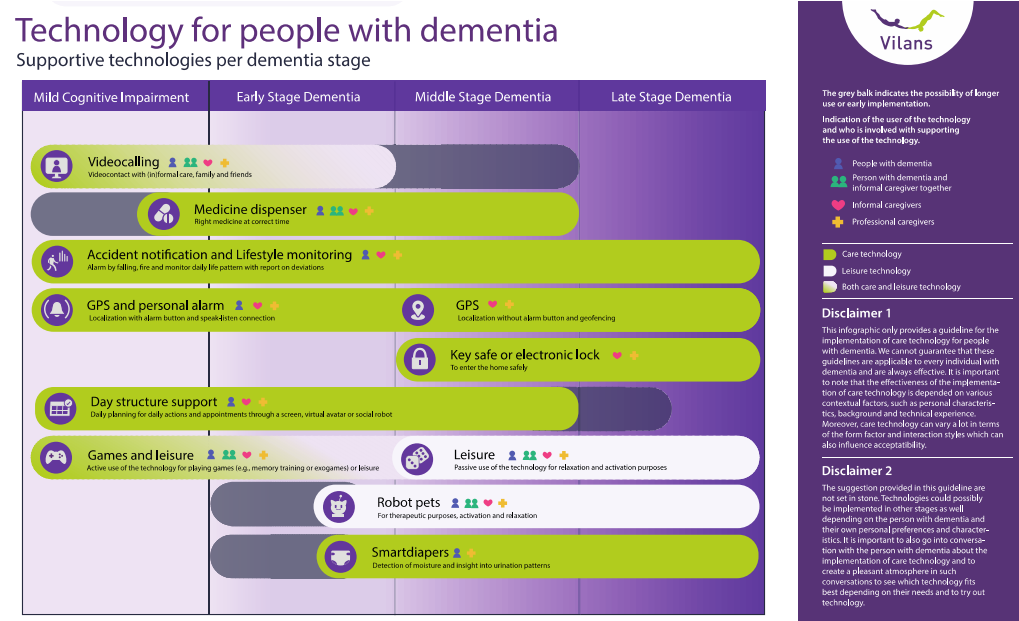 Technology for people with dementia
Supportive technologies per dementia stage
Mild Cognitive Impairment
Early Stage Dementia
Middle Stage Dementia
Late Stage Dementia
Videocalling
Videocontact with (in)formal care, family and friends
Medicine dispenser
Right medicine at correct time
Accident notification and Lifestyle monitoring
Alarm by falling, fire and monitor daily life pattern with report on deviations
GPS and personal alarm
Localization with alarm button and speak-listen connection
GPS
Localization without alarm button and geofencing
Key safe or electronic lock
To enter the home safely
Day structure support
Daily planning for daily actions and appointments through a screen, virtual avatar or social robot
Games and leisure
Active use of the technology for playing games (e.g., memory training or exogames) or leisure
Leisure
Passive use of the technology for relaxation and activation purposes
Robot pets
For therapeutic purposes, activation and relaxation
Smartdiapers
Detection of moisture and insight into urination patterns
Vilans
The grey balk indicates the possibility of longer
use or early implementation.
Indication of the user of the technology
and who is involved with supporting
the use of the technology.
People with dementia
Person with dementia and
informal caregiver together
Informal caregivers
Professional caregivers
Care technology
Leisure technology
Both care and leisure technology
Disclaimer 1
This infographic only provides a guideline for the
implementation of care technology for people
with dementia. We cannot guarantee that these
guidelines are applicable to every individual with
dementia and are always effective. It is important
to note that the effectiveness of the implementa-
tion of care technology is depended on various
contextual factors, such as personal characteris-
tics, background and technical experience.
Moreover, care technology can vary a lot in terms
of the form factor and interaction styles which can
also influence acceptatibility.
Disclaimer 2
The suggestion provided in this guideline are
not set in stone. Technologies could possibly
be implemented in other stages as well
depending on the person with dementia and
their own personal preferences and character-
istics. It is important to also go into conversa-
tion with the person with dementia about the
implementation of care technology and to
create a pleasant atmosphere in such
conversations to see which technology fits
best depending on their needs and to try out
technology.